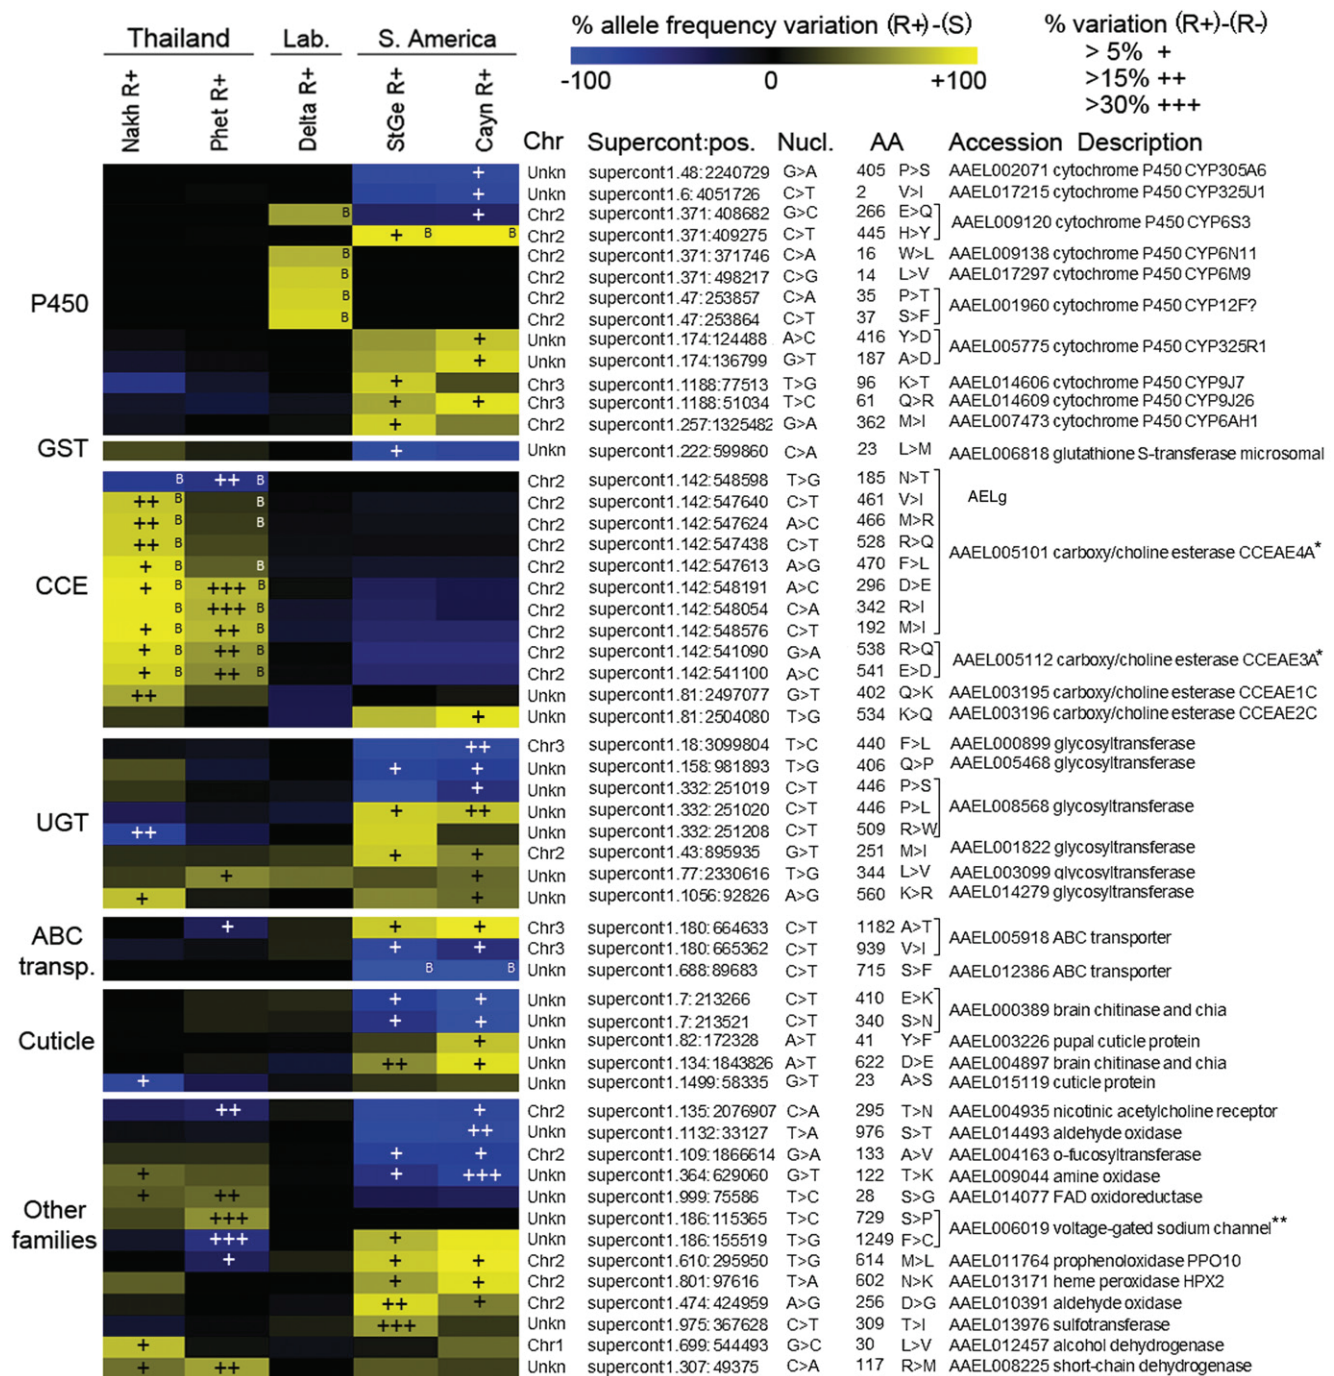 Thailand Lab. S. America
% allele frequency variation (R+)-(S)
-100 0 +100
% variation (R+)-(R-)
> 5% +
>15% ++
>30% +++
Nakh R+ Phet R+ Delta R+ StGe R+ Cayn R+
Chr Supercont:pos. Nucl. AA Accession Description
P450
+ Unkn supercont1.48:2240729 G>A 405 P>S AAEL002071 cytochrome P450 CYP305A6
Unkn supercont1.6:4051726 C>T 2 V>I AAEL017215 cytochrome P450 CYP325U1
B + Chr2 supercont1.371:408682 G>C 266 E>Q
AAEL009120 cytochrome P450 CYP6S3
+ B B Chr2 supercont1.371:409275 C>T 445 H>Y
B Chr2 supercont1.371:371746 C>A 16 W>L AAEL009138 cytochrome P450 CYP6N11
B Chr2 supercont1.371:498217 C>G 14 L>V AAEL017297 cytochrome P450 CYP6M9
B Chr2 supercont1.47:253857 C>A 35 P>T
AAEL001960 cytochrome P450 CYP12F?
B Chr2 supercont1.47:253864 C>T 37 S>F
+ Unkn supercont1.174:124488 A>C 416 Y>D
AAEL005775 cytochrome P450 CYP325R1
+ Unkn supercont1.174:136799 G>T 187 A>D
+ Chr3 supercont1.1188:77513 T>G 96 K>T AAEL014606 cytochrome P450 CYP9J7
+ + Chr3 supercont1.1188:51034 T>C 61 Q>R AAEL014609 cytochrome P450 CYP9J26
+ Chr2 supercont1.257:1325482 G>A 362 M>I AAEL007473 cytochrome P450 CYP6AH1
GST
+ Unkn supercont1.222:599860 C>A 23 L>M AAEL006818 glutathione S-transferase microsomal
CCE
B ++ B Chr2 supercont1.142:548598 T>G 185 N>T
AELg
++ B B Chr2 supercont1.142:547640 C>T 461 V>I
++ B B Chr2 supercont1.142:547624 A>C 466 M>R
++ B Chr2 supercont1.142:547438 C>T 528 R>Q
AAEL005101 carboxy/choline esterase CCEAE4A*
+ B B Chr2 supercont1.142:547613 A>G 470 F>L
+ B +++ B Chr2 supercont1.142:548191 A>C 296 D>E
B +++ B Chr2 supercont1.142:548054 C>A 342 R>I
+ B ++ B Chr2 supercont1.142:548576 C>T 192 M>I
+ B ++ B Chr2 supercont1.142:541090 G>A 538 R>Q
AAEL005112 carboxy/choline esterase CCEAE3A*
+ B ++ B Chr2 supercont1.142:541100 A>C 541 E>D
++ Unkn supercont1.81:2497077 G>T 402 Q>K AAEL003195 carboxy/choline esterase CCEAE1C
+ Unkn supercont1.81:2504080 T>G 534 K>Q AAEL003196 carboxy/choline esterase CCEAE2C
UGT
++ Chr3 supercont1.18:3099804 T>C 440 F>L AAEL000899 glycosyltransferase
+ + Unkn supercont1.158:981893 T>G 406 Q>P AAEL005468 glycosyltransferase
+ Unkn supercont1.332:251019 C>T 446 P>S
+ ++ Unkn supercont1.332:251020 C>T 446 P>L AAEL008568 glycosyltransferase
++ Unkn supercont1.332:251208 C>T 509 R>W
+ + Chr2 supercont1.43:895935 G>T 251 M>I AAEL001822 glycosyltransferase
+ + Unkn supercont1.77:2330616 T>G 344 L>V AAEL003099 glycosyltransferase
+ + Unkn supercont1.1056:92826 A>G 560 K>R AAEL014279 glycosyltransferase
ABC transp.
+ + + Chr3 supercont1.180:664633 C>T 1182 A>T
AAEL005918 ABC transporter
+ + Chr3 supercont1.180:665362 C>T 939 V>I
B B Unkn supercont1.688:89683 C>T 715 S>F AAEL012386 ABC transporter
Cuticle
+ + Unkn supercont1.7:213266 C>T 410 E>K
AAEL000389 brain chitinase and chia
+ + Unkn supercont1.7:213521 C>T 340 S>N
+ Unkn supercont1.82:172328 A>T 41 Y>F AAEL003226 pupal cuticle protein
++ + Unkn supercont1.134:1843826 A>T 622 D>E AAEL004897 brain chitinase and chia
+ Unkn supercont1.1499:58335 G>T 23 A>S AAEL015119 cuticle protein
Other families
++ + Chr2 supercont1.135:2076907 C>A 295 T>N AAEL004935 nicotinic acetylcholine receptor
++ Unkn supercont1.1132:33127 T>A 976 S>T AAEL014493 aldehyde oxidase
+ + Chr2 supercont1.109:1866614 G>A 133 A>V AAEL004163 o-fucosyltransferase
+ + +++ Unkn supercont1.364:629060 G>T 122 T>K AAEL009044 amine oxidase
+ ++ Unkn supercont1.999:75586 T>C 28 S>G AAEL014077 FAD oxidoreductase
+++ Unkn supercont1.186:115365 T>C 729 S>P
AAEL006019 voltage-gated sodium channel**
+++ + Unkn supercont1.186:155519 T>G 1249 F>C
+ + + Chr2 supercont1.610:295950 T>G 614 M>L AAEL011764 prophenoloxidase PPO10
+ + Chr2 supercont1.801:97616 T>A 602 N>K AAEL013171 heme peroxidase HPX2
++ + Chr2 supercont1.474:424959 A>G 256 D>G AAEL010391 aldehyde oxidase
+++ Unkn supercont1.975:367628 C>T 309 T>I AAEL013976 sulfotransferase
+ Chr1 supercont1.699:544493 G>C 30 L>V AAEL012457 alcohol dehydrogenase
+ ++ Unkn supercont1.307:49375 C>A 117 R>M AAEL008225 short-chain dehydrogenase